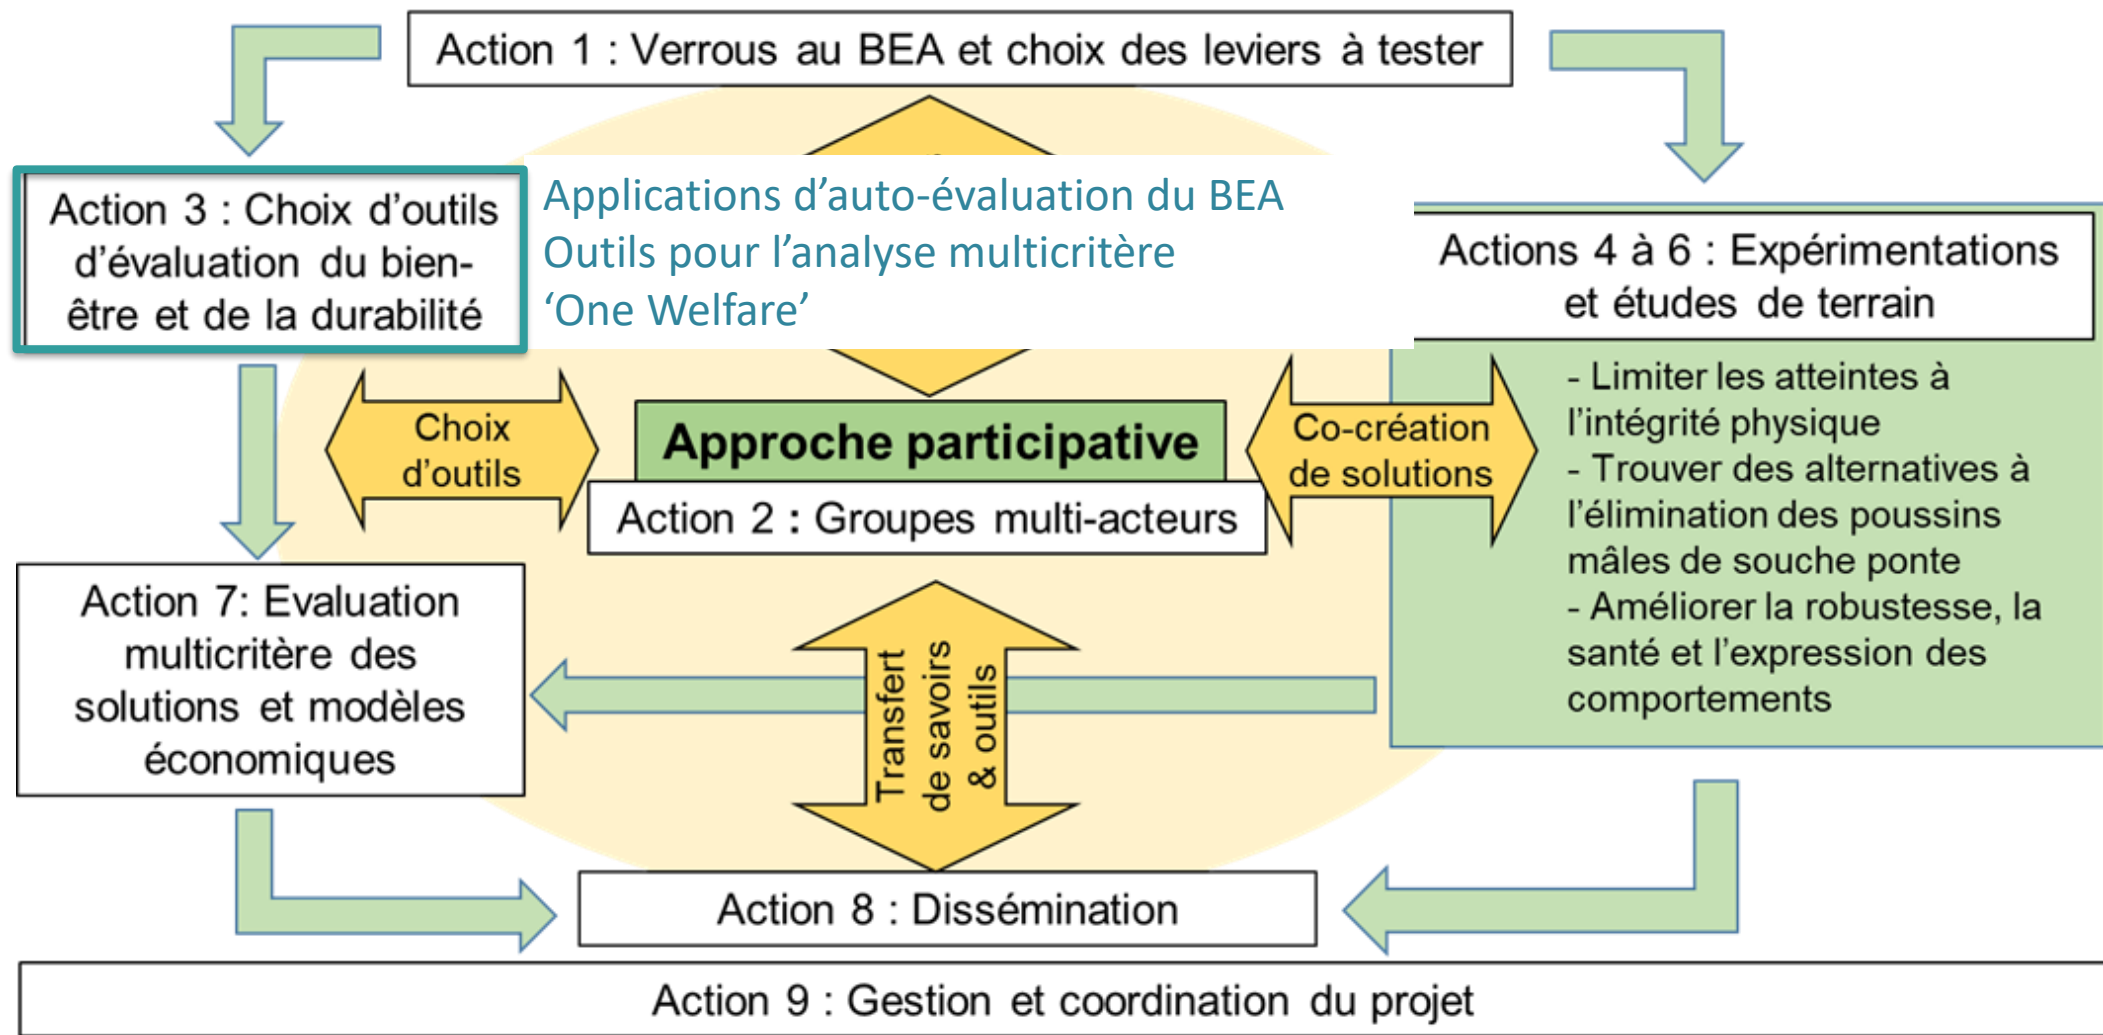 Action 1 : Verrous au BEA et choix des leviers à tester
Action 3 : Choix d'outils
d'évaluation du bien-
être et de la durabilité
Applications d’auto-évaluation du BEA
Outils pour l’analyse multicritère
‘One Welfare’
Actions 4 à 6 : Expérimentations
et études de terrain
- Limiter les atteintes à
l’intégrité physique
- Trouver des alternatives à
l’élimination des poussins
mâles de souche ponte
- Améliorer la robustesse, la
santé et l’expression des
comportements
Choix
d’outils
Approche participative
Action 2 : Groupes multi-acteurs
Co-création
de solutions
Action 7: Evaluation
multicritère des
solutions et modèles
économiques
Transfert
de savoirs
& outils
Action 8 : Dissémination
Action 9 : Gestion et coordination du projet